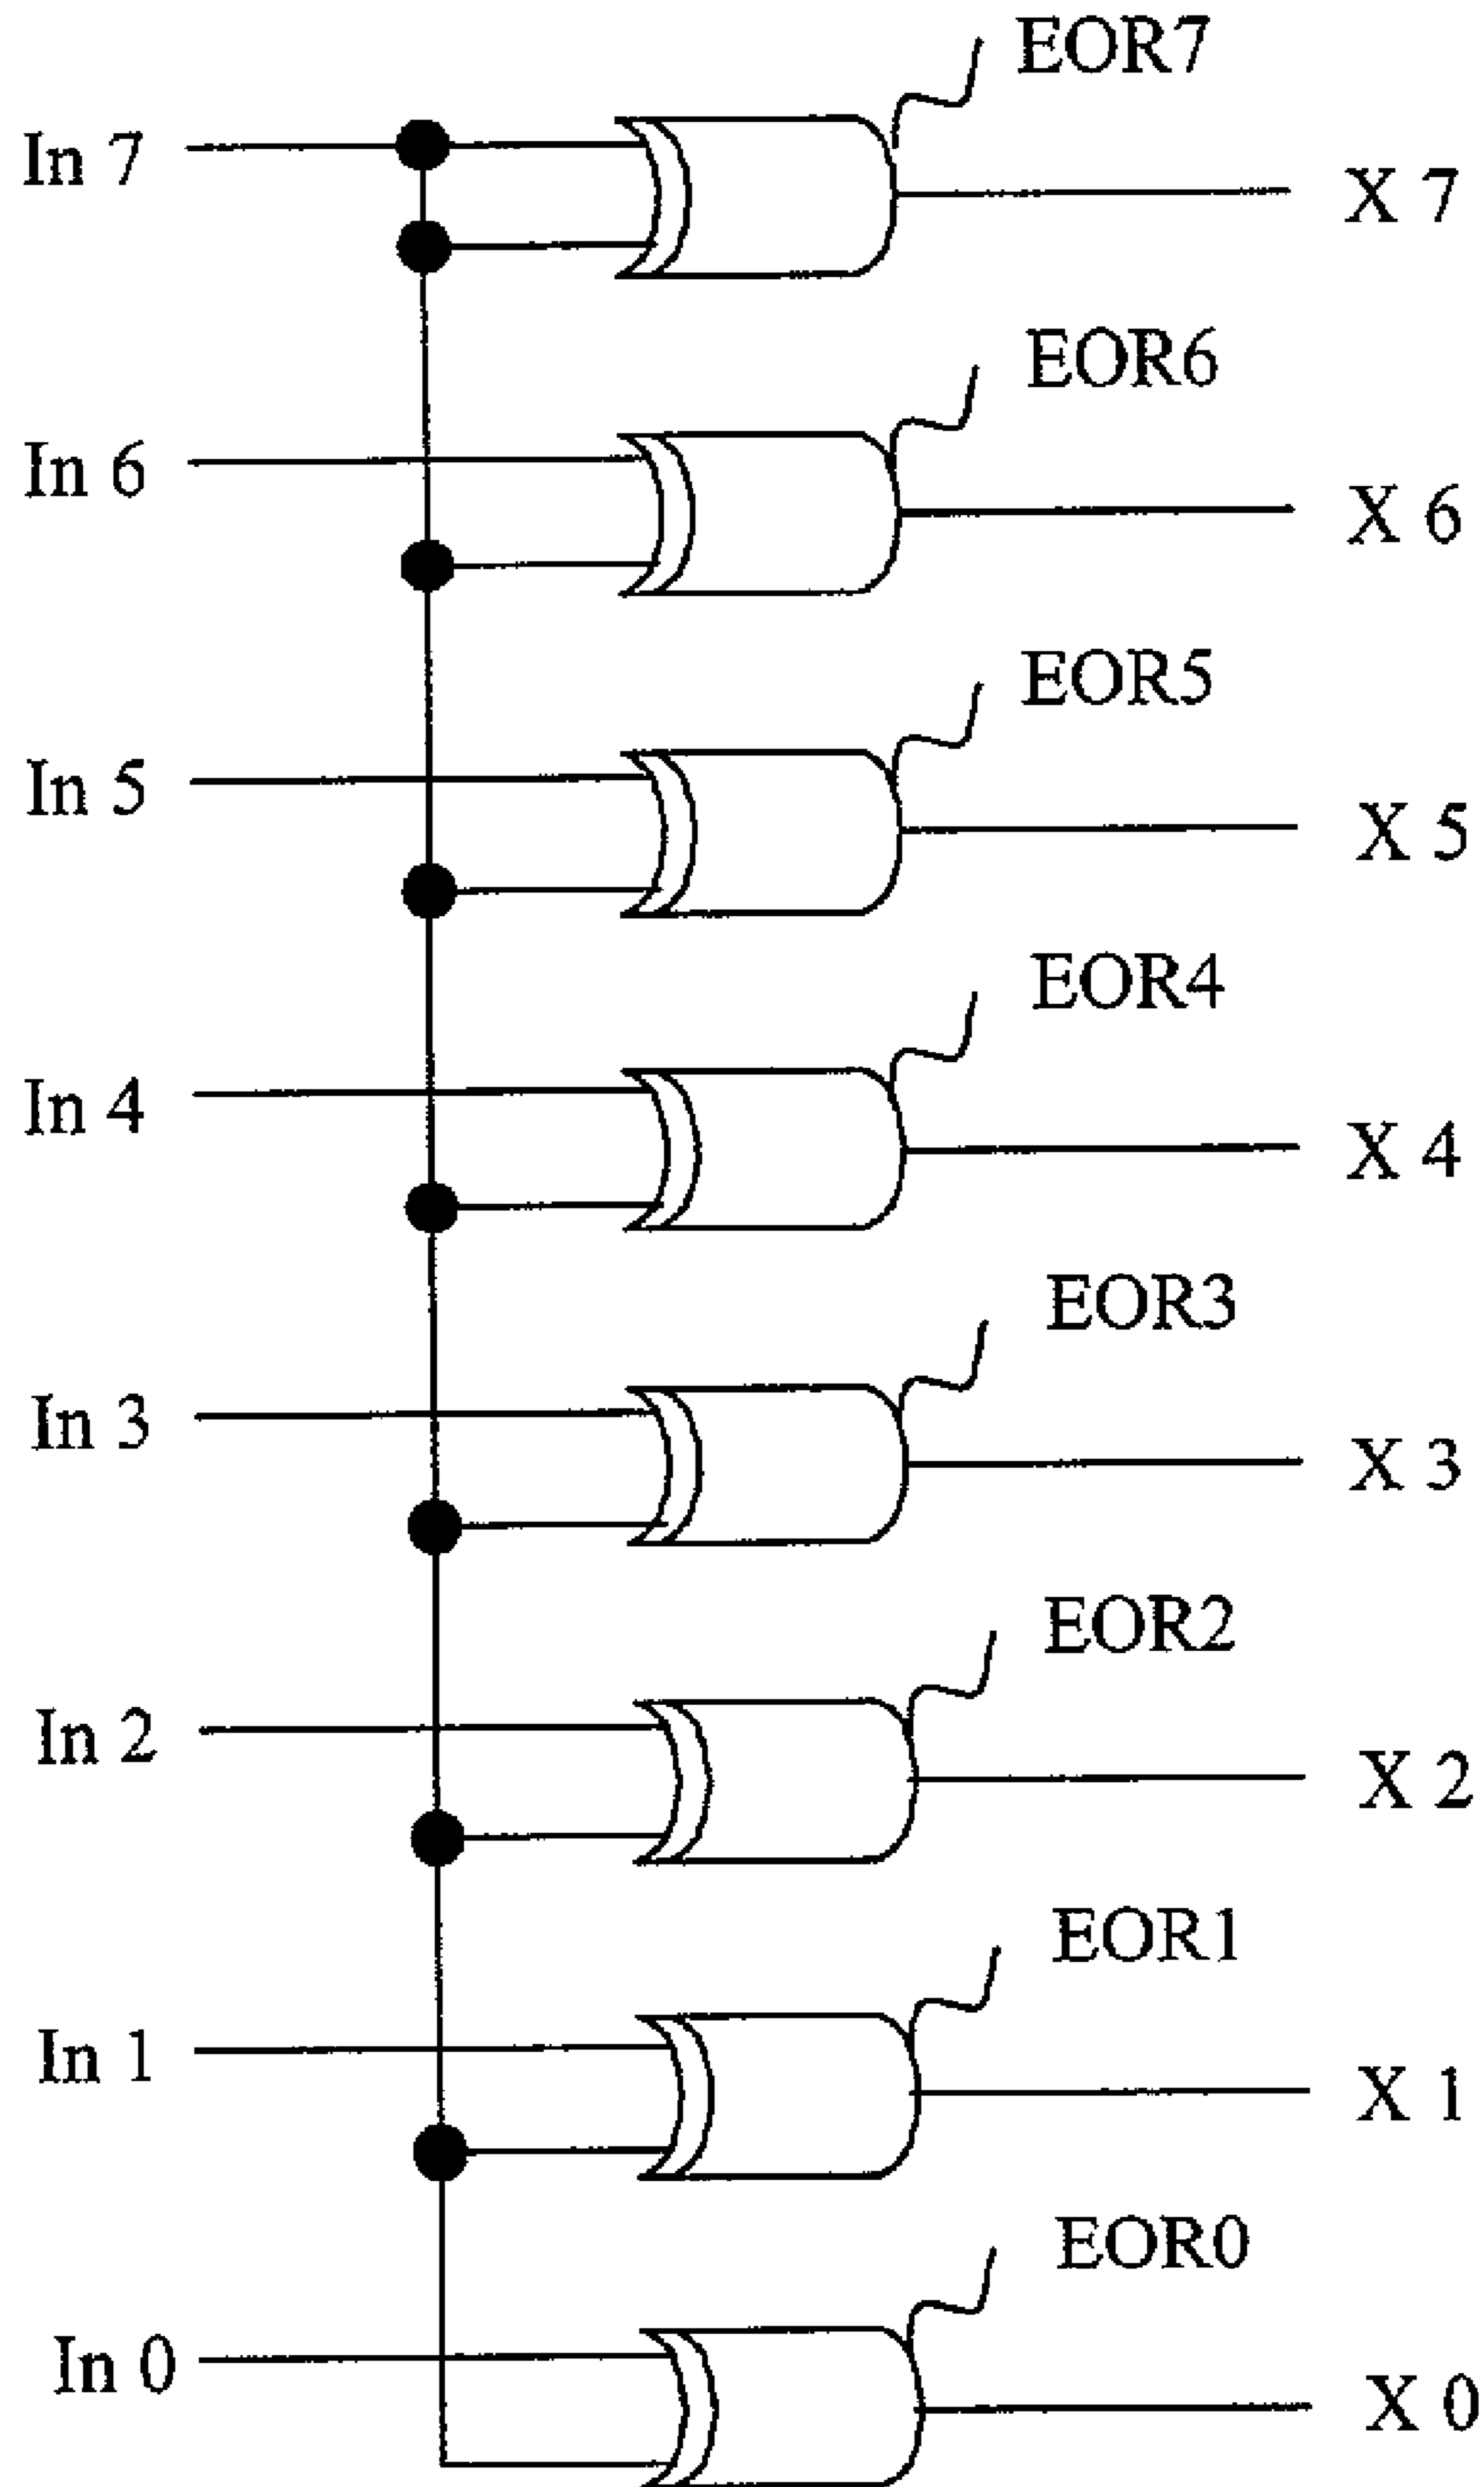 EOR7
In 7
X 7
EOR6
In 6
X 6
EOR5
In 5
X 5
EOR4
In 4
X 4
EOR3
In 3
X 3
EOR2
In 2
X 2
EOR1
In 1
X 1
EOR0
In 0
X 0